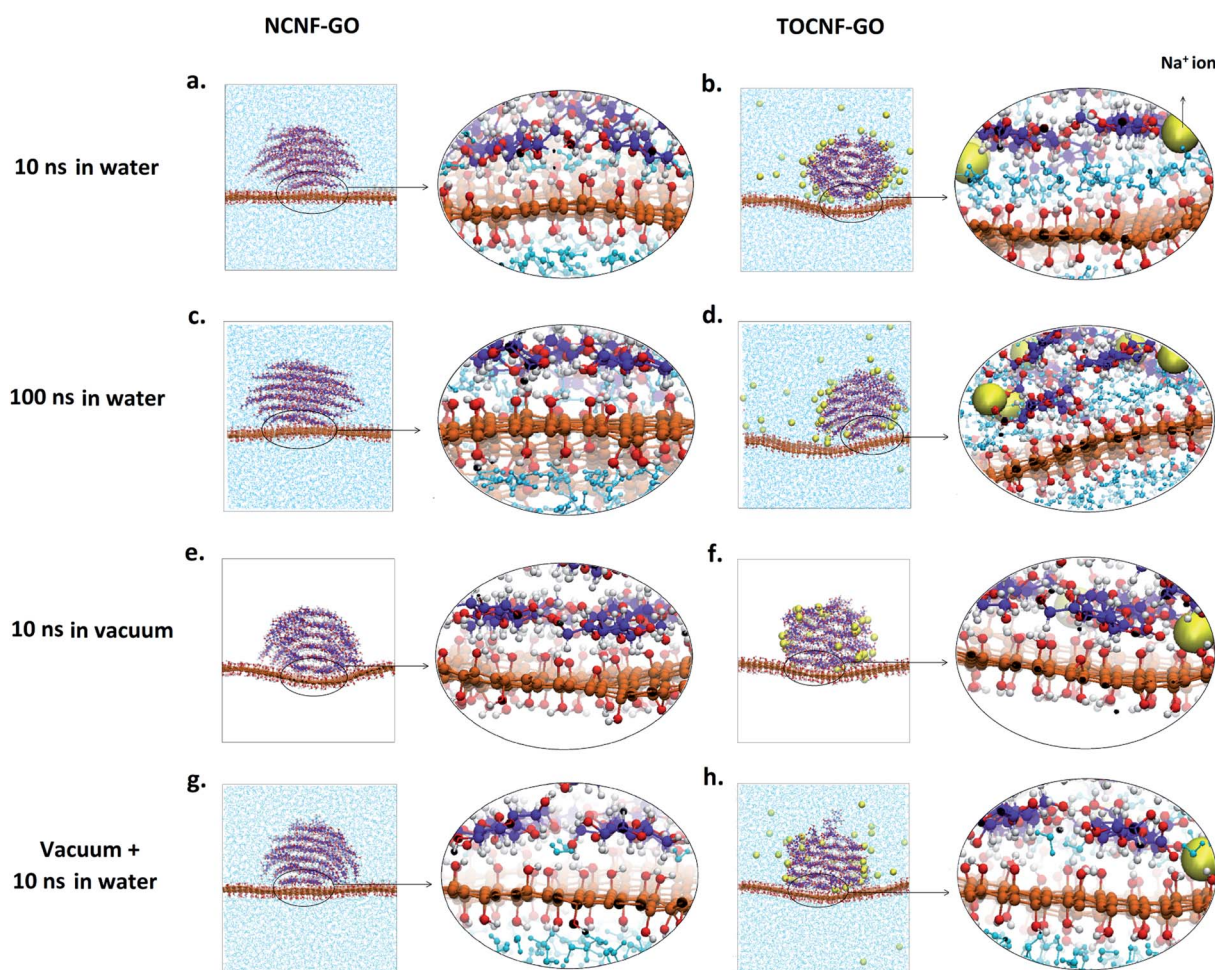 NCNF-GO
TOCNF-GO
Na⁺ ion
a.
b.
10 ns in water
c.
d.
100 ns in water
e.
f.
10 ns in vacuum
g.
h.
Vacuum +
10 ns in water